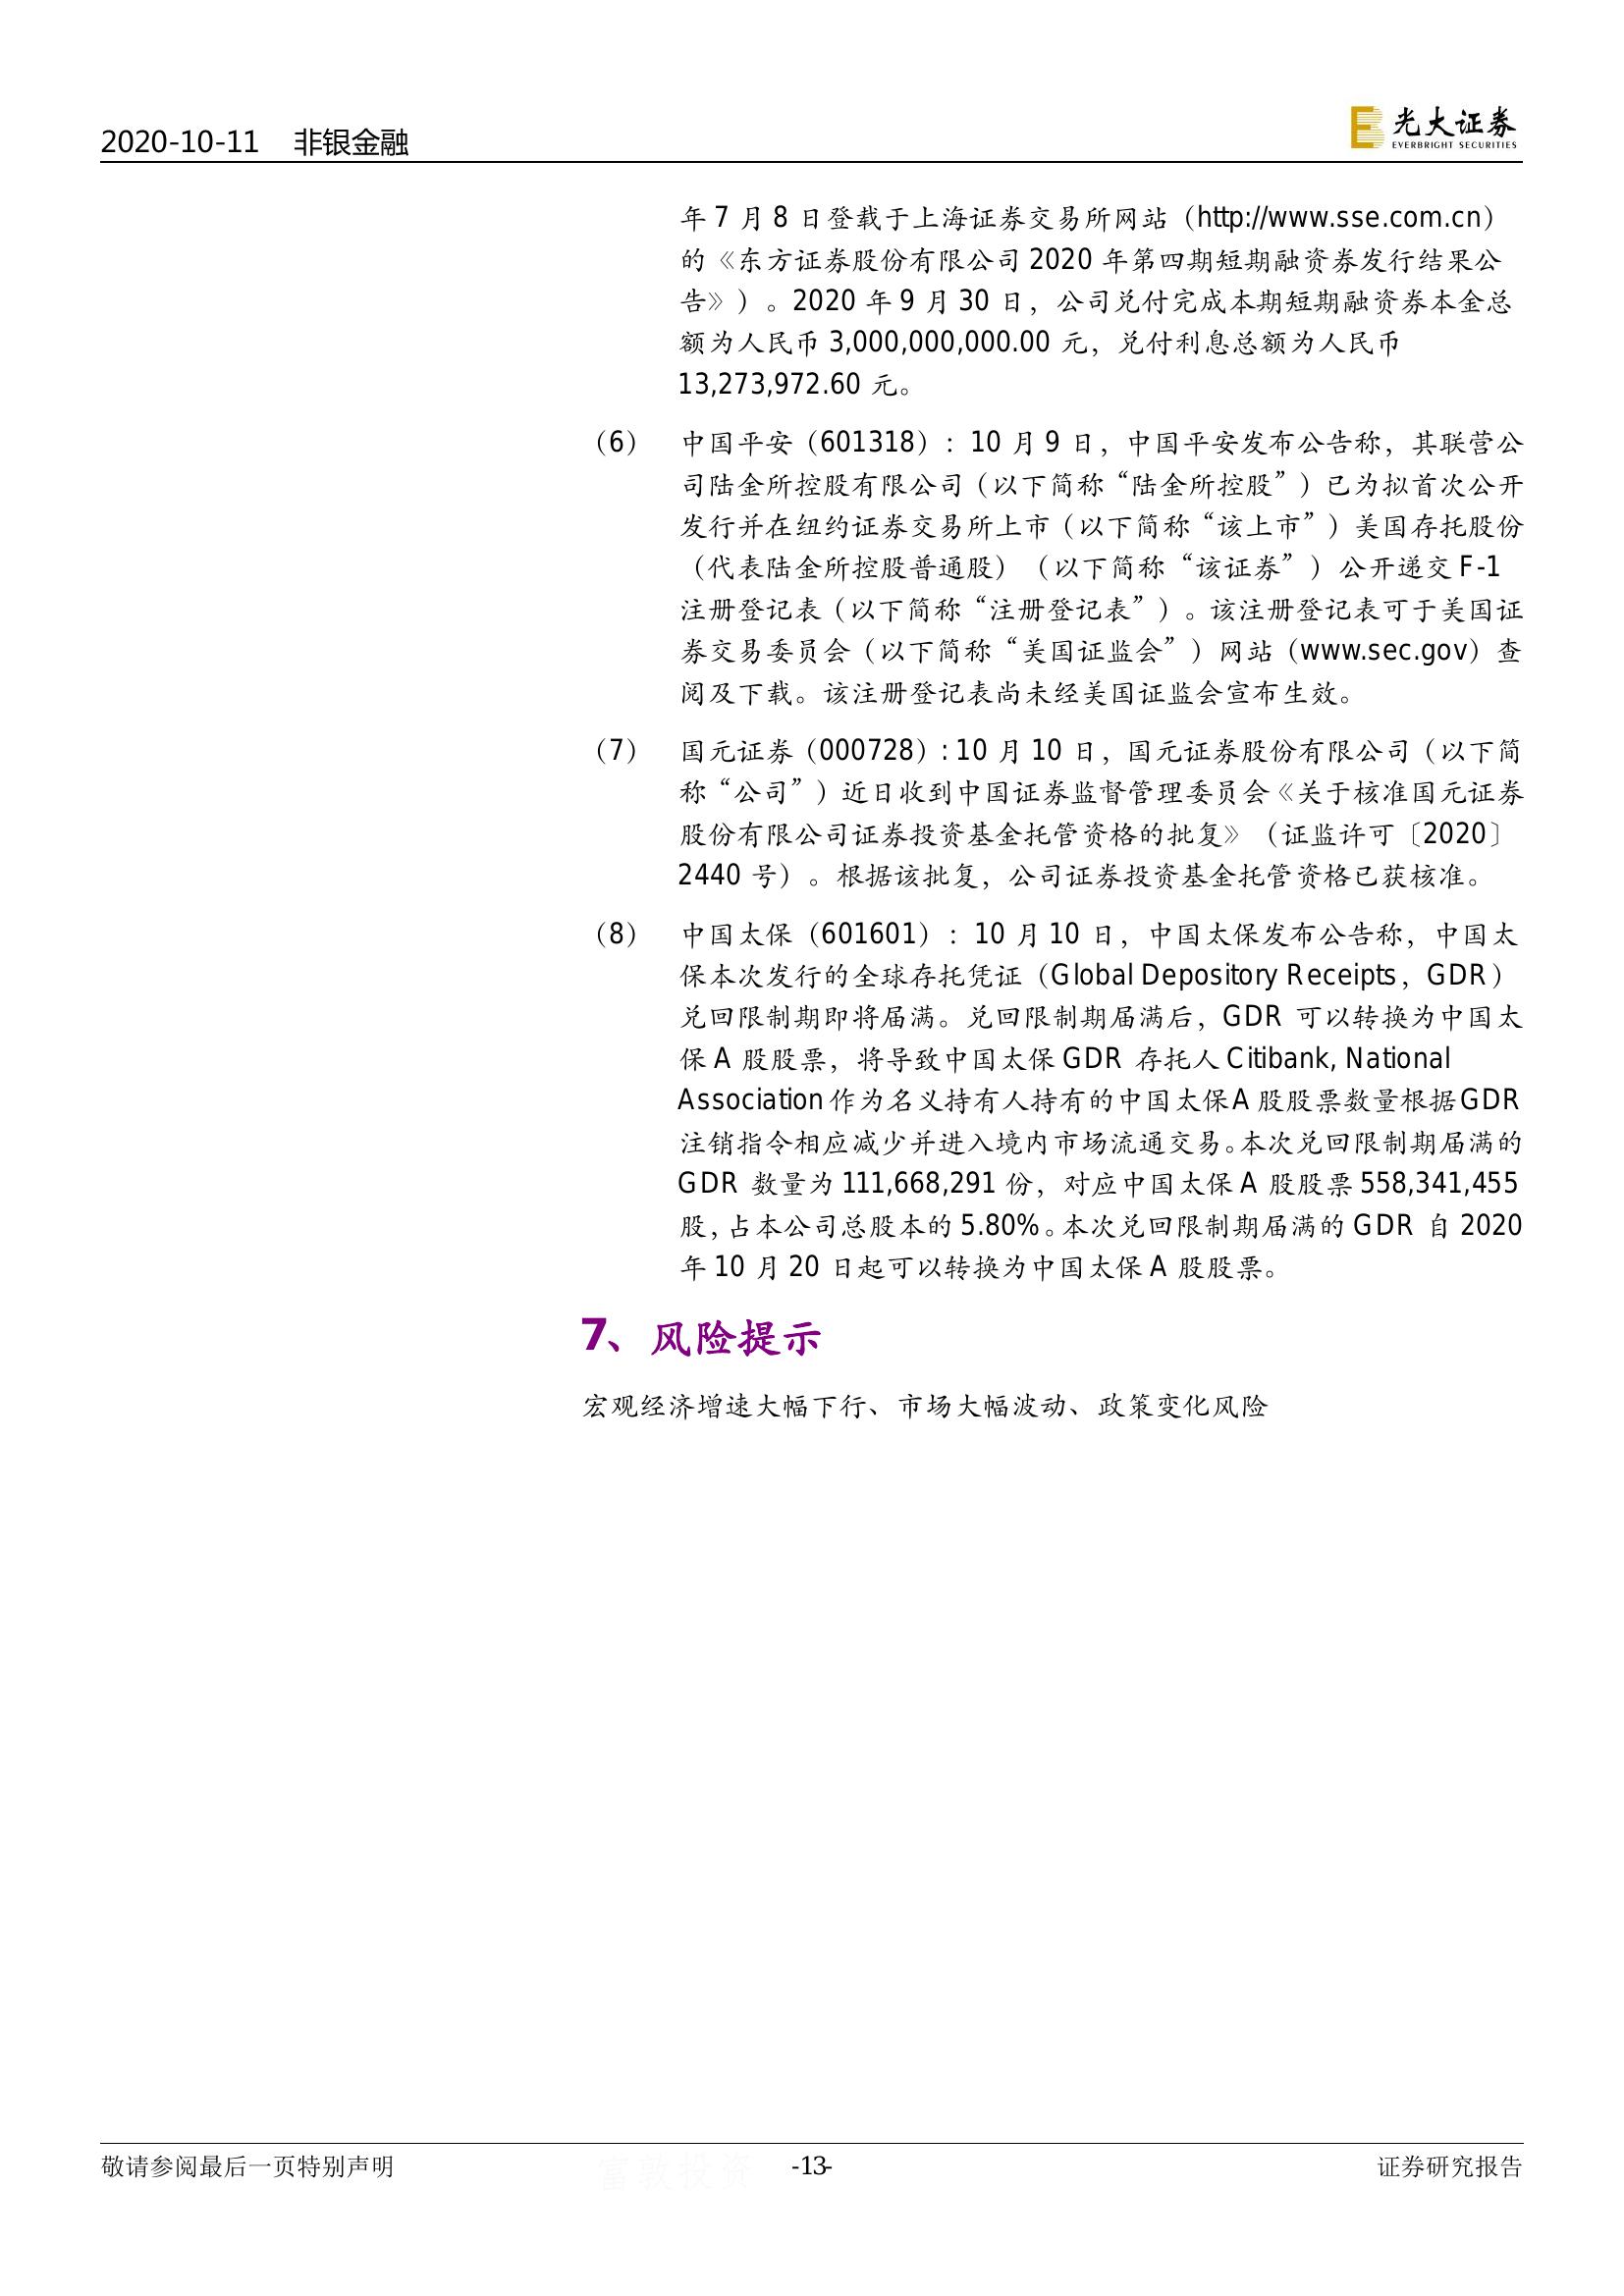 2020-10-11 非银金融
光大证券
EVERBRIGHT SECURITIES
年 7 月 8 日登载于上海证券交易所网站（http://www.sse.com.cn）
的《东方证券股份有限公司 2020 年第四期短期融资券发行结果公
告》）。2020 年 9 月 30 日，公司兑付完成本期短期融资券本金总
额为人民币 3,000,000,000.00 元，兑付利息总额为人民币
13,273,972.60 元。
（6） 中国平安（601318）：10 月 9 日，中国平安发布公告称，其联营公
司陆金所控股有限公司（以下简称“陆金所控股”）已为拟首次公开
发行并在纽约证券交易所上市（以下简称“该上市”）美国存托股份
（代表陆金所控股普通股）（以下简称“该证券”）公开递交 F-1
注册登记表（以下简称“注册登记表”）。该注册登记表可于美国证
券交易委员会（以下简称“美国证监会”）网站（www.sec.gov）查
阅及下载。该注册登记表尚未经美国证监会宣布生效。
（7） 国元证券（000728）：10 月 10 日，国元证券股份有限公司（以下简
称“公司”）近日收到中国证券监督管理委员会《关于核准国元证券
股份有限公司证券投资基金托管资格的批复》（证监许可〔2020〕
2440 号）。根据该批复，公司证券投资基金托管资格已获核准。
（8） 中国太保（601601）：10 月 10 日，中国太保发布公告称，中国太
保本次发行的全球存托凭证（Global Depository Receipts，GDR）
兑回限制期即将届满。兑回限制期届满后，GDR 可以转换为中国太
保 A 股股票，将导致中国太保 GDR 存托人 Citibank, National
Association 作为名义持有人持有的中国太保 A 股股票数量根据 GDR
注销指令相应减少并进入境内市场流通交易。本次兑回限制期届满的
GDR 数量为 111,668,291 份，对应中国太保 A 股股票 558,341,455
股，占本公司总股本的 5.80%。本次兑回限制期届满的 GDR 自 2020
年 10 月 20 日起可以转换为中国太保 A 股股票。
7、风险提示
宏观经济增速大幅下行、市场大幅波动、政策变化风险
敬请参阅最后一页特别声明 -13- 证券研究报告